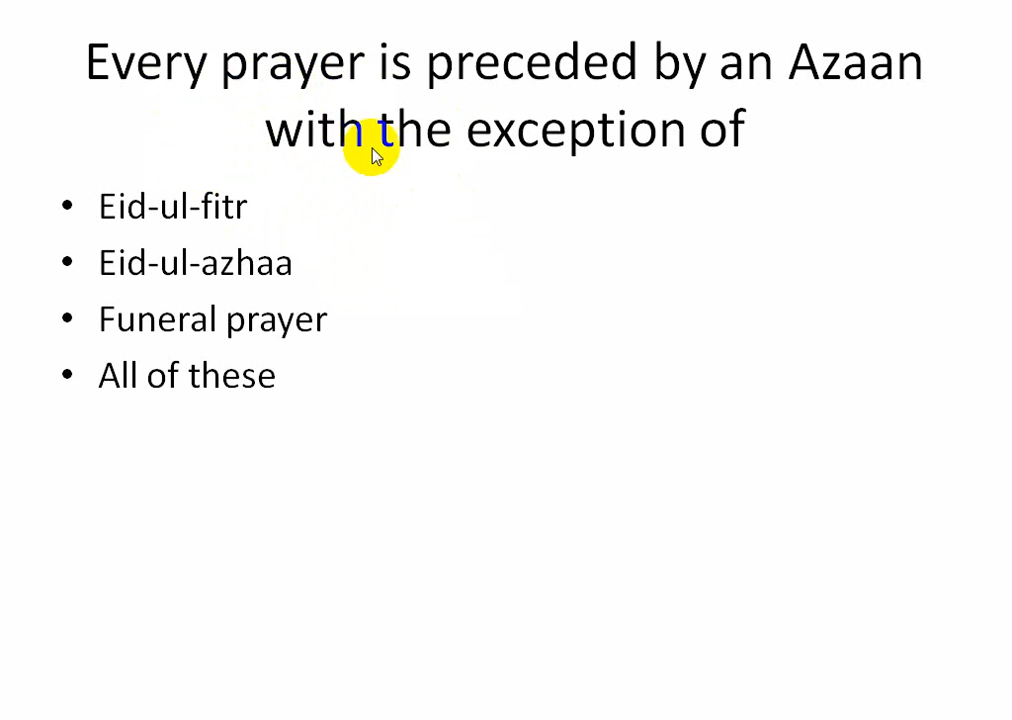 Every prayer is preceded by an Azaan
with the exception of
• Eid-ul-fitr
• Eid-ul-azhaa
• Funeral prayer
• All of these